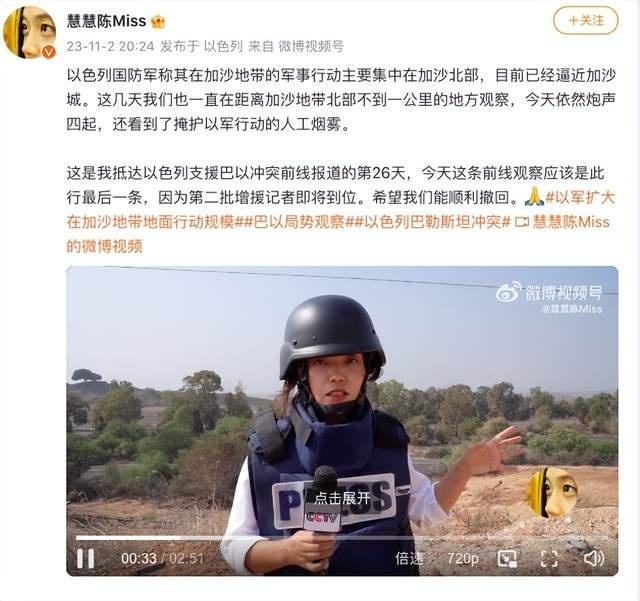 慧慧陈Miss
+关注
23-11-2 20:24 发布于 以色列 来自 微博视频号
以色列国防军称其在加沙地带的军事行动主要集中在加沙北部，目前已经逼近加沙
城。这几天我们也一直在距离加沙地带北部不到一公里的地方观察，今天依然炮声
四起，还看到了掩护以军行动的人工烟雾。
这是我抵达以色列支援巴以冲突前线报道的第26天，今天这条前线观察应该是此
行最后一条，因为第二批增援记者即将到位。希望我们能顺利撤回。🙏#以军扩大
在加沙地带地面行动规模##巴以局势观察##以色列巴勒斯坦冲突# 慧慧陈Miss
的微博视频
微博视频号
@慧慧陈Miss
PRESS
点击展开
CCTV
00:33 / 02:51 倍速 720p